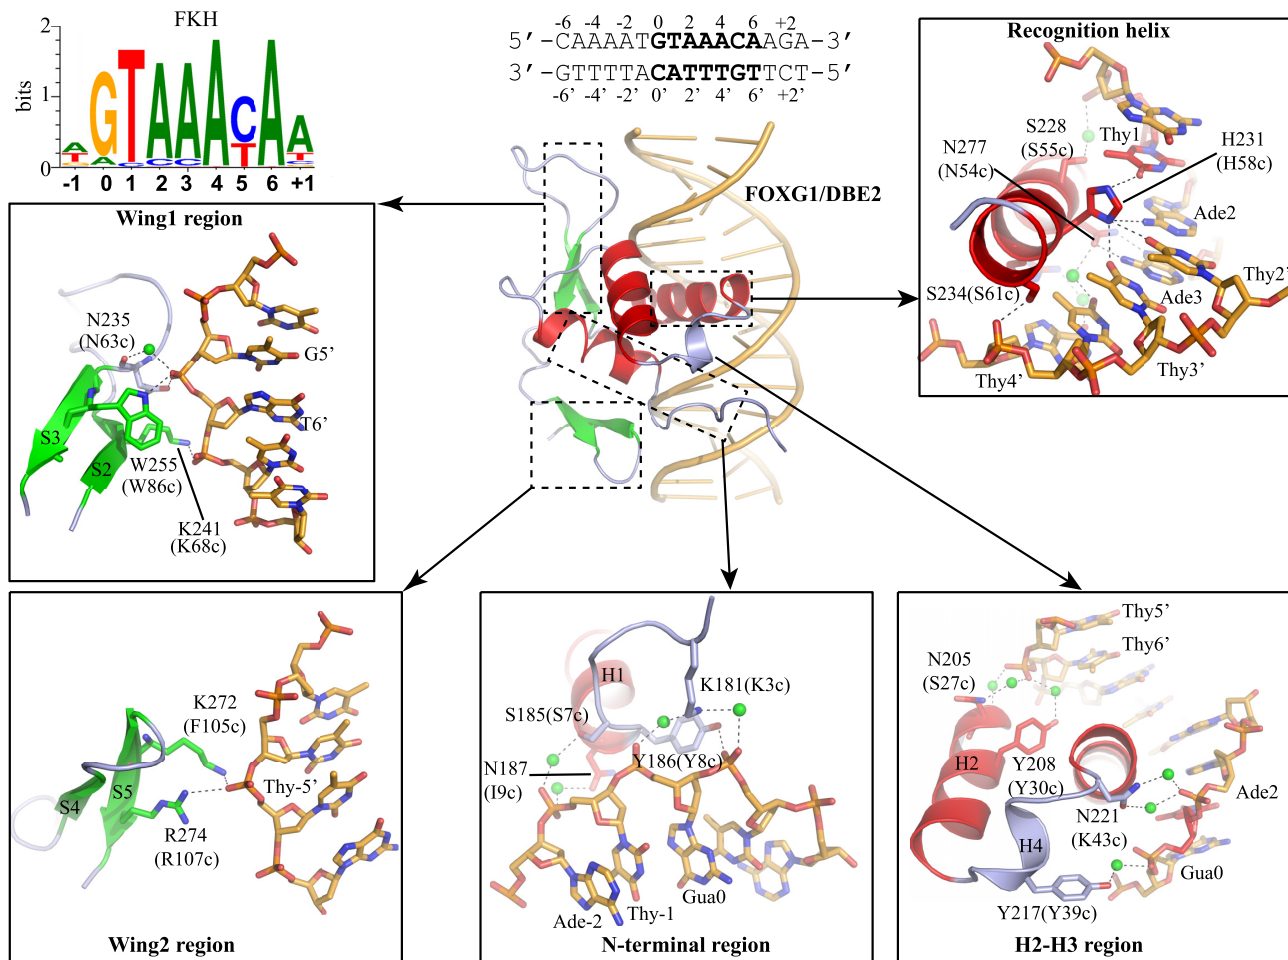 FKH
bits
2
1
0
A
T
G
T
A
A
A
C
T
A
A
A
C
C
C
T
-1 0 1 2 3 4 5 6 +1
-6 -4 -2 0 2 4 6 +2
5′-CAAAATGTAAACAAGA-3′
3′-GTTTTACATTTGTTCT-5′
-6’ -4’ -2’ 0’ 2’ 4’ 6’ +2’
FOXG1/DBE2
Recognition helix
S228
(S55c)
Thy1
N277
(N54c)
H231
(H58c)
Ade2
Thy2’
S234(S61c)
Ade3
Thy4’
Thy3’
Wing1 region
N235
(N63c)
G5’
T6’
S3
S2
W255
(W86c)
K241
(K68c)
K272
(F105c)
Thy-5’
S4
S5
R274
(R107c)
Wing2 region
H1
K181(K3c)
S185(S7c)
Y186(Y8c)
N187
(I9c)
Gua0
Thy-1
Ade-2
N-terminal region
Thy5’
Thy6’
N205
(S27c)
H2
Y208
(Y30c)
Ade2
N221
(K43c)
H4
Gua0
Y217(Y39c)
H2-H3 region